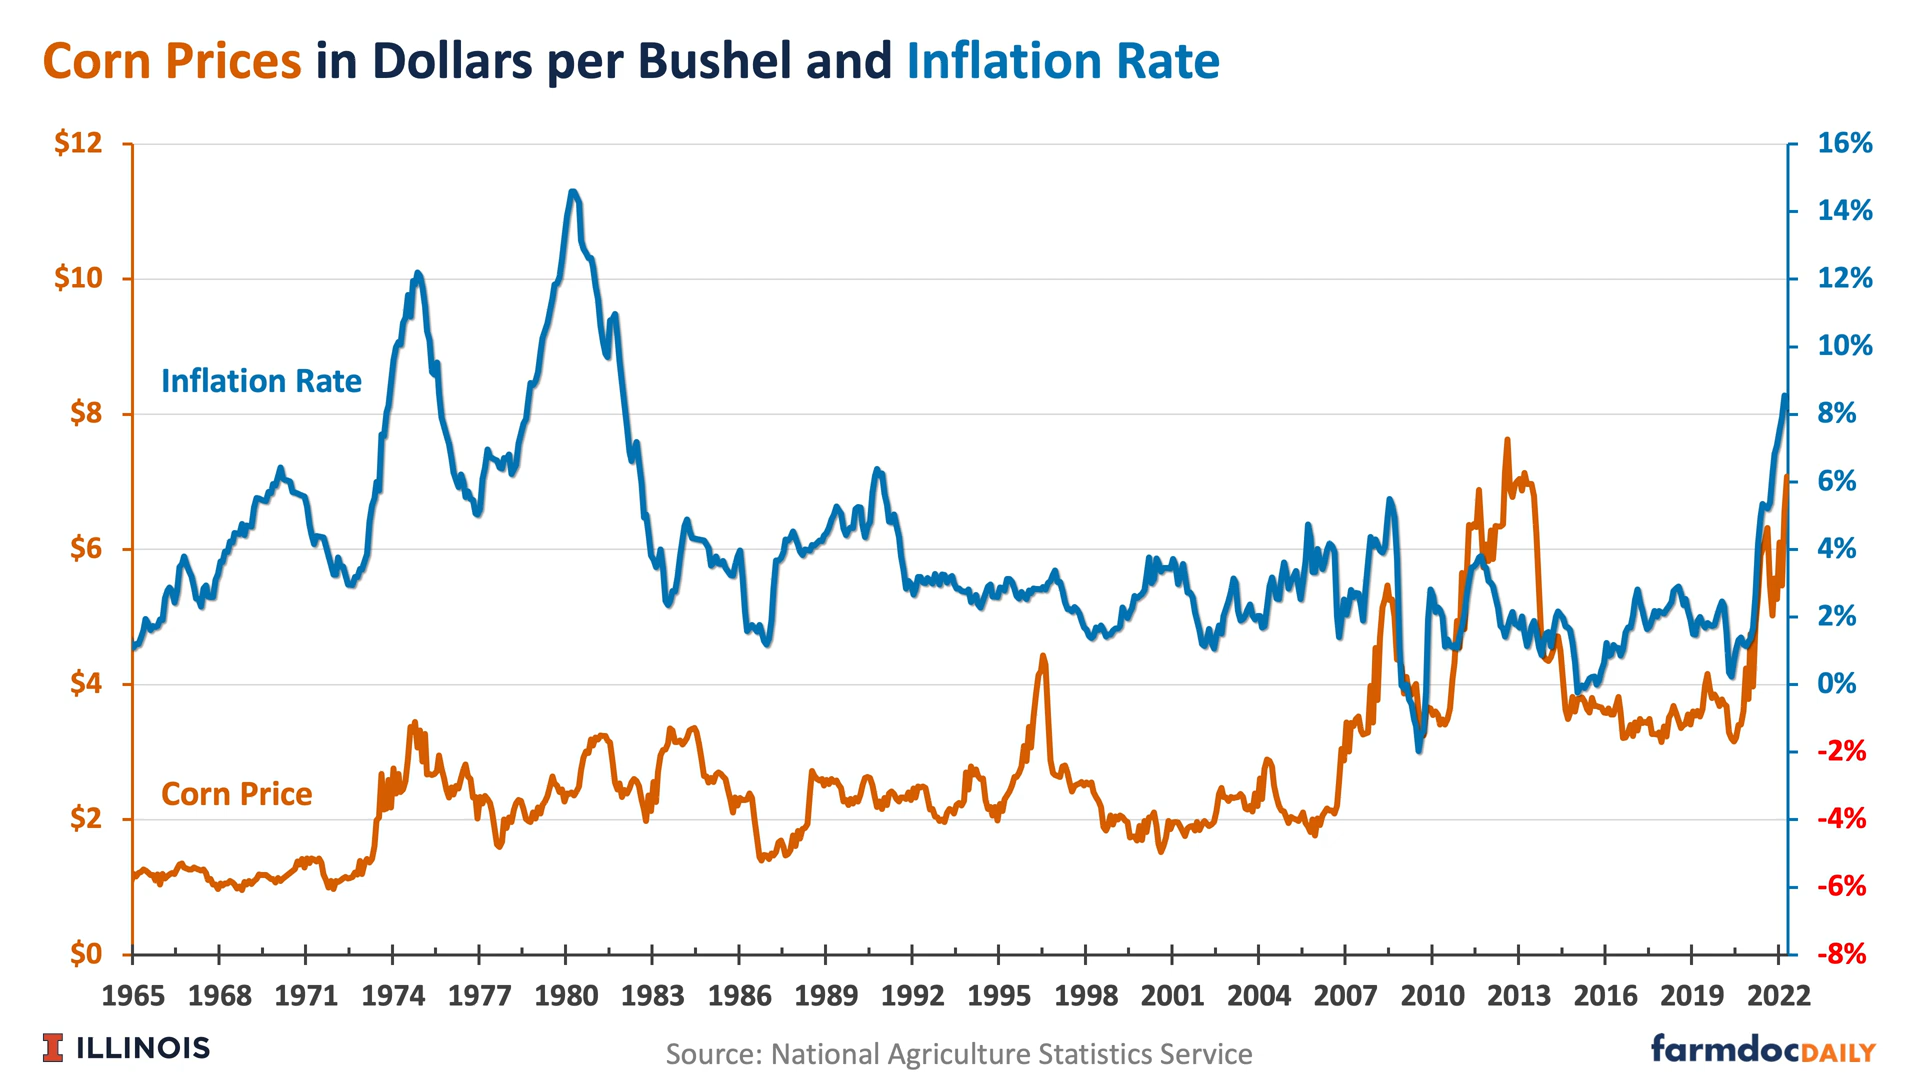 Corn Prices in Dollars per Bushel and Inflation Rate
$12
$10
$8
$6
$4
$2
$0
16%
14%
12%
10%
8%
6%
4%
2%
0%
-2%
-4%
-6%
-8%
Inflation Rate
Corn Price
1965 1968 1971 1974 1977 1980 1983 1986 1989 1992 1995 1998 2001 2004 2007 2010 2013 2016 2019 2022
I ILLINOIS
Source: National Agriculture Statistics Service
farmdocDAILY